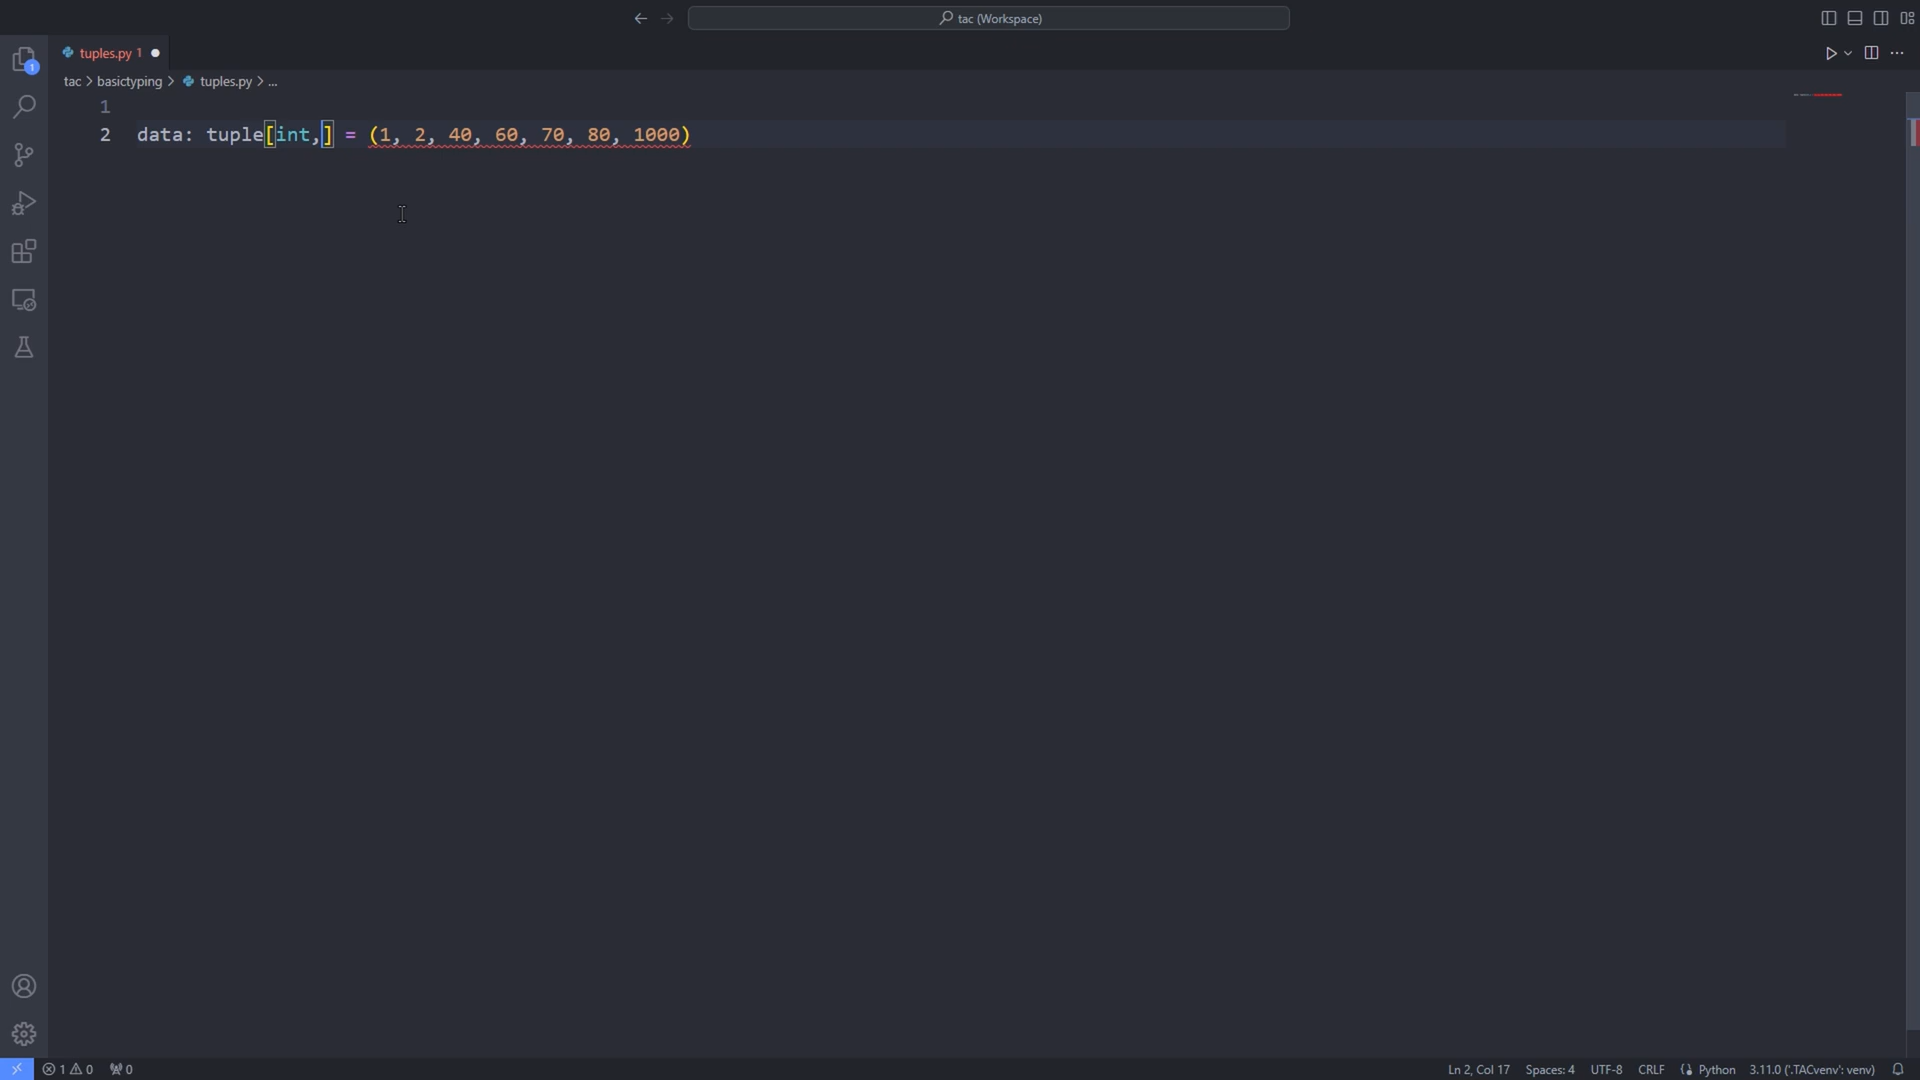 tac (Workspace)
tuples.py 1
tac > basictyping > tuples.py > ...
1
1
2 data: tuple[int,] = (1, 2, 40, 60, 70, 80, 1000)
1 0 0 Ln 2, Col 17 Spaces: 4 UTF-8 CRLF Python 3.11.0 ('.TACvenv': venv)